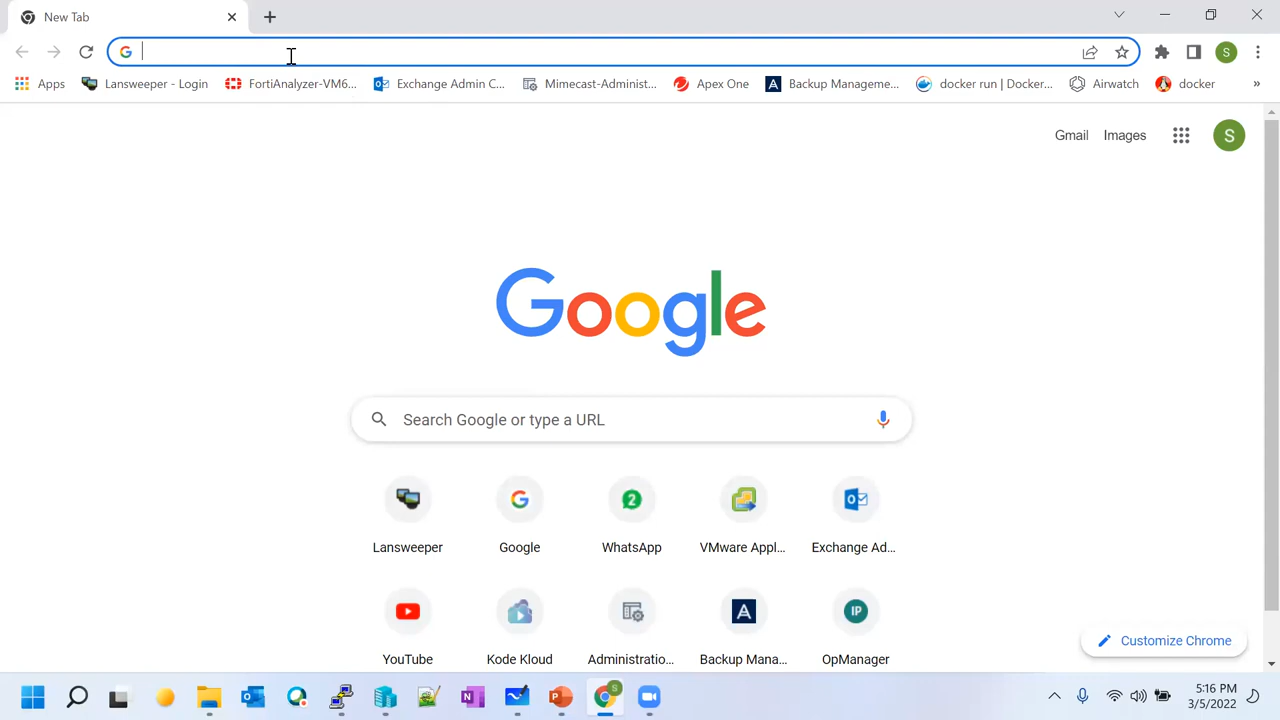 New Tab
Apps
Lansweeper - Login
FortiAnalyzer-VM6...
Exchange Admin C...
Mimecast-Administ...
Apex One
Backup Manageme...
docker run | Docker...
Airwatch
docker
»
S
Gmail
Images
S
Google
Search Google or type a URL
2
Lansweeper
Google
WhatsApp
VMware Appl...
Exchange Ad...
IP
YouTube
Kode Kloud
Administratio...
Backup Mana...
OpManager
Customize Chrome
5:16 PM
3/5/2022